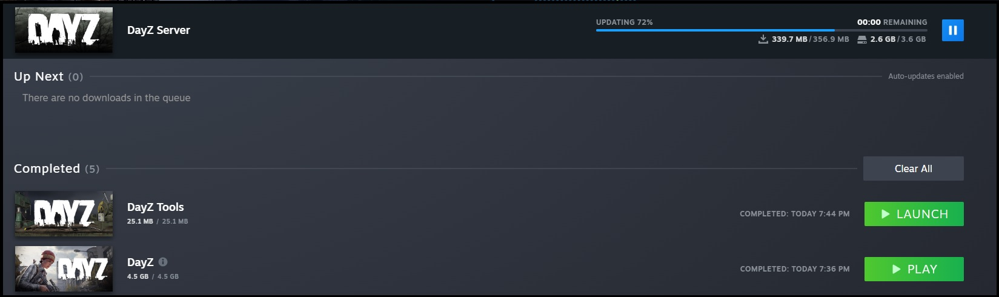 DAYZ
DayZ Server
UPDATING 72%
00:00 REMAINING
339.7 MB/356.9 MB
2.6 GB/3.6 GB
Up Next (0)
Auto-updates enabled
There are no downloads in the queue
Completed (5)
Clear All
DAYZ
DayZ Tools
25.1 MB / 25.1 MB
COMPLETED: TODAY 7:44 PM
LAUNCH
DAYZ
DayZ
4.5 GB / 4.5 GB
COMPLETED: TODAY 7:36 PM
PLAY